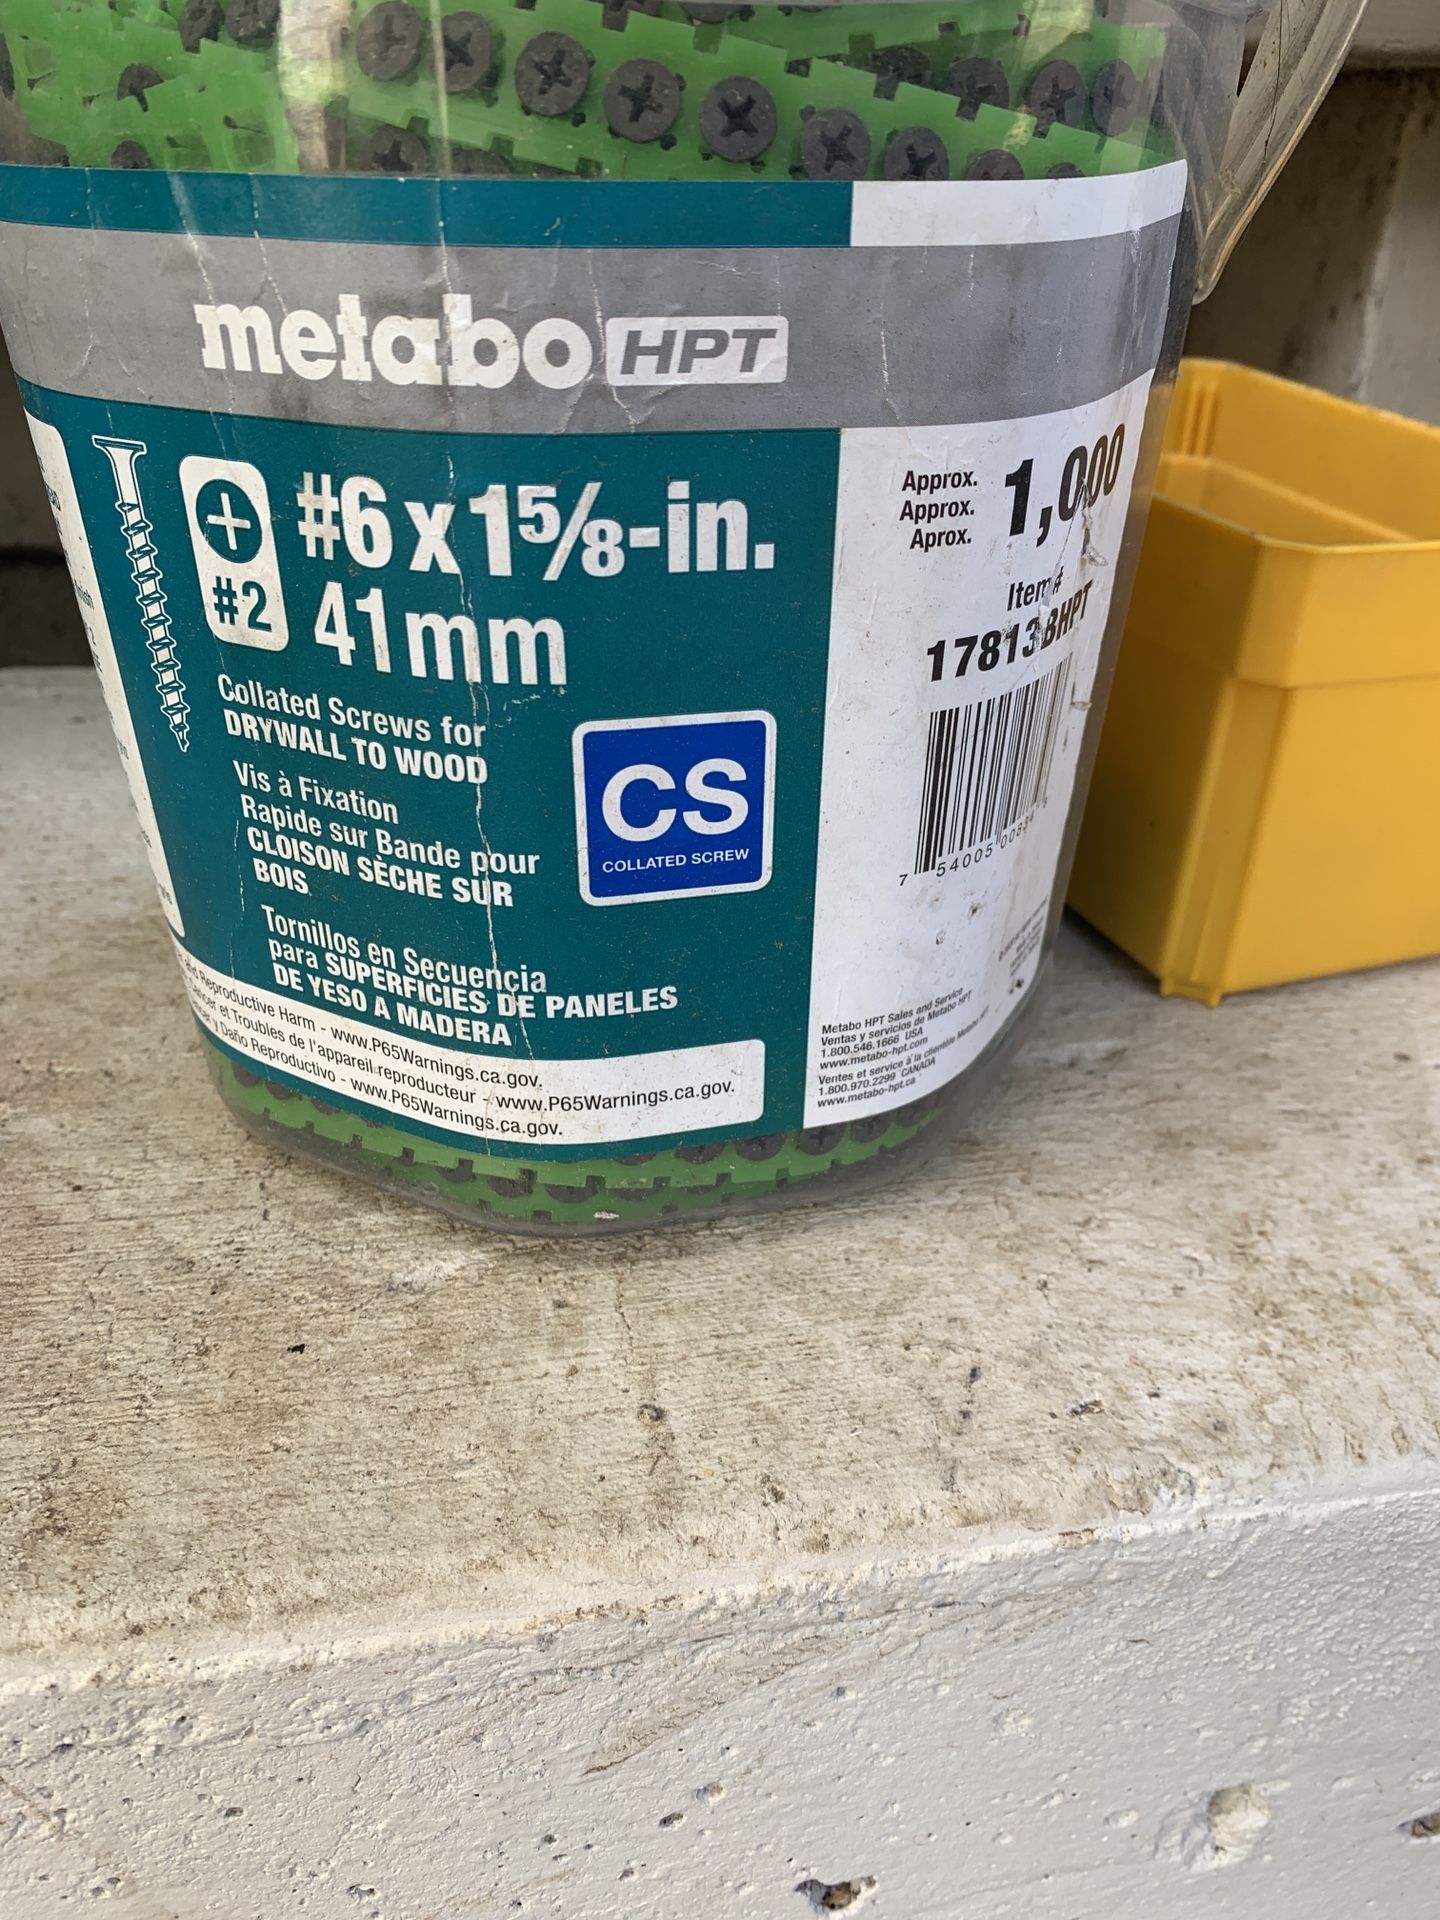 metabo HPT
#2
#6 x 1⅝-in.
41mm
Collated Screws for
DRYWALL TO WOOD
Vis à Fixation
Rapide sur Bande pour
CLOISON SÈCHE SUR
BOIS
Tornillos en Secuencia
para SUPERFICIES DE PANELES
DE YESO A MADERA
CS
COLLATED SCREW
and Reproductive Harm - www.P65Warnings.ca.gov.
Cancer et Troubles de l'appareil reproducteur - www.P65Warnings.ca.gov.
y Daño Reproductivo - www.P65Warnings.ca.gov.
Approx.
Approx.
Aprox.
1,000
Item #
17813BHPT
7 54005 00834
Metabo HPT Sales and Service
Ventas y servicios de Metabo HPT
1.800.546.1666 USA
www.metabo-hpt.com
Ventes et service à la clientèle Metabo HPT
1.800.970.2299 CANADA
www.metabo-hpt.ca